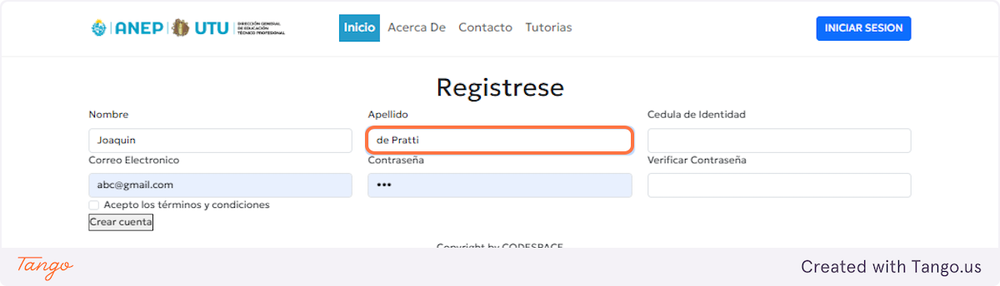 ANEP UTU DIRECCIÓN GENERAL
DE EDUCACIÓN
TÉCNICO PROFESIONAL
Inicio Acerca De Contacto Tutorias INICIAR SESION
Registrese
Nombre Apellido Cedula de Identidad
Joaquin de Pratti
Correo Electronico Contraseña Verificar Contraseña
abc@gmail.com •••
Acepto los términos y condiciones
Crear cuenta
Copyright by CODESPACE
Tango Created with Tango.us